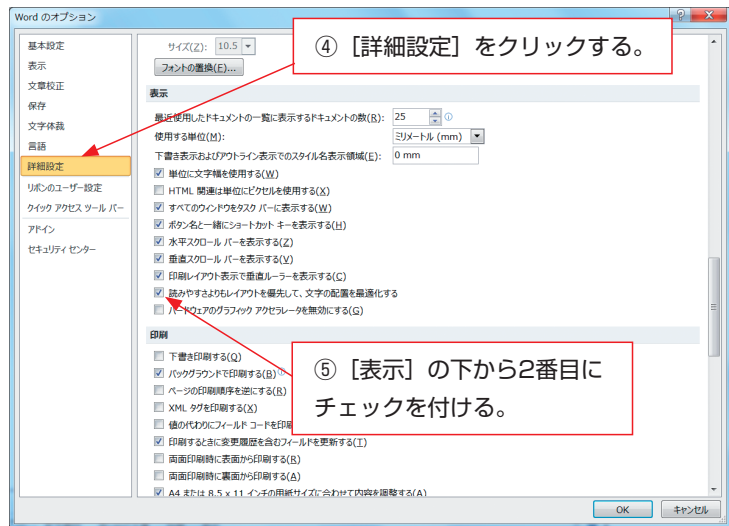 Word のオプション
④［詳細設定］をクリックする。
基本設定
表示
文章校正
保存
文字体裁
言語
詳細設定
リボンのユーザー設定
クイック アクセス ツール バー
アドイン
セキュリティ センター
サイズ(Z): 10.5
フォントの置換(F)...
表示
最近使用したドキュメントの一覧に表示するドキュメントの数(R): 25
使用する単位(M): ミリメートル (mm)
下書き表示およびアウトライン表示でのスタイル名表示領域(E): 0 mm
単位に文字幅を使用する(W)
HTML 関連は単位にピクセルを使用する(X)
すべてのウィンドウをタスク バーに表示する(W)
ボタン名と一緒にショートカット キーを表示する(H)
水平スクロール バーを表示する(Z)
垂直スクロール バーを表示する(V)
印刷レイアウト表示で垂直ルーラーを表示する(C)
読みやすさよりもレイアウトを優先して、文字の配置を最適化する
ハードウェアのグラフィック アクセラレータを無効にする(G)
印刷
下書き印刷する(Q)
バックグラウンドで印刷する(B)
ページの印刷順序を逆にする(R)
XML タグを印刷する(X)
値の代わりにフィールド コードを印刷
印刷するときに変更履歴を含むフィールドを更新する(T)
両面印刷時に表面から印刷する(R)
両面印刷時に裏面から印刷する(A)
A4 または 8.5 x 11 インチの用紙サイズに合わせて内容を調整する(A)
⑤［表示］の下から2番目に
チェックを付ける。
OK
キャンセル